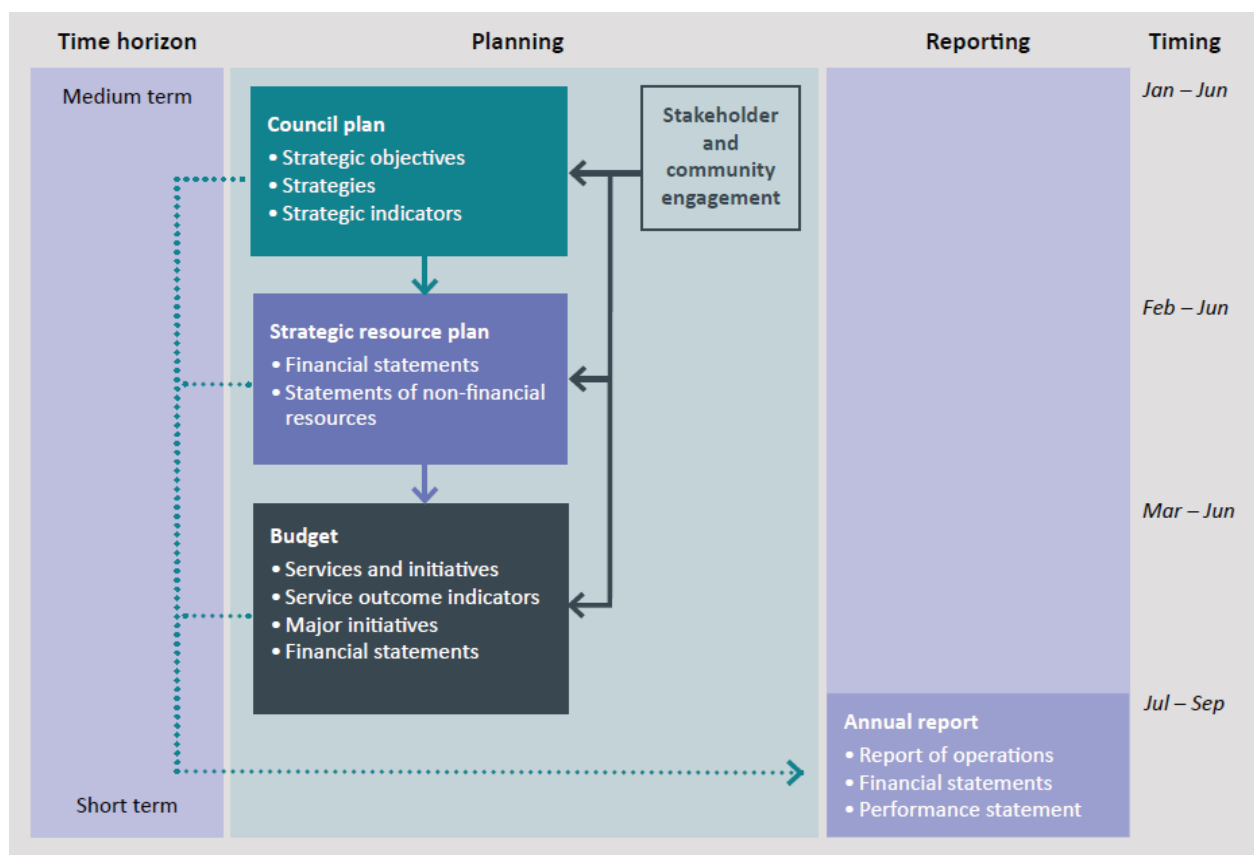 Time horizon
Planning
Reporting
Timing
Medium term
Jan – Jun
Council plan
• Strategic objectives
• Strategies
• Strategic indicators
Stakeholder
and
community
engagement
Feb – Jun
Strategic resource plan
• Financial statements
• Statements of non-financial
resources
Mar – Jun
Budget
• Services and initiatives
• Service outcome indicators
• Major initiatives
• Financial statements
Jul – Sep
Annual report
• Report of operations
• Financial statements
• Performance statement
Short term